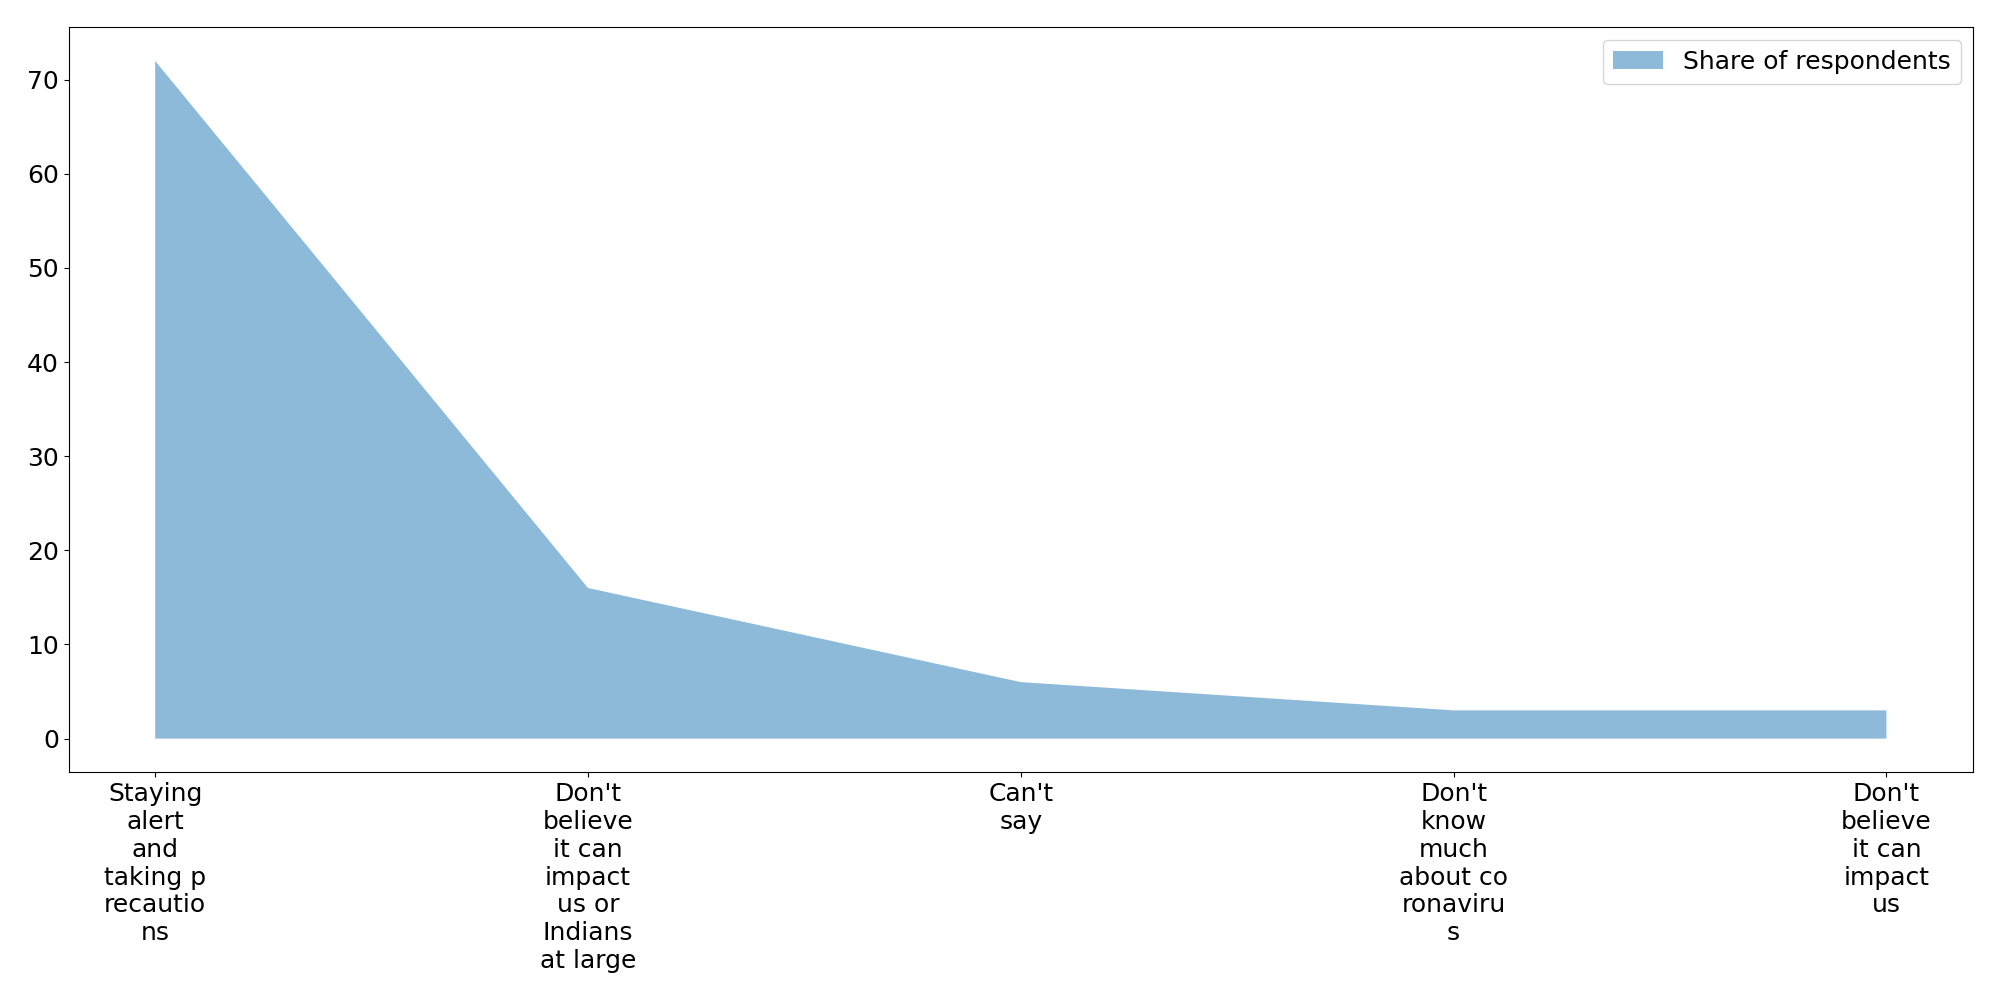 Share of respondents
70
60
50
40
30
20
10
0
Staying
alert
and
taking p
recautio
ns
Don't
believe
it can
impact
us or
Indians
at large
Can't
say
Don't
know
much
about co
ronaviru
s
Don't
believe
it can
impact
us